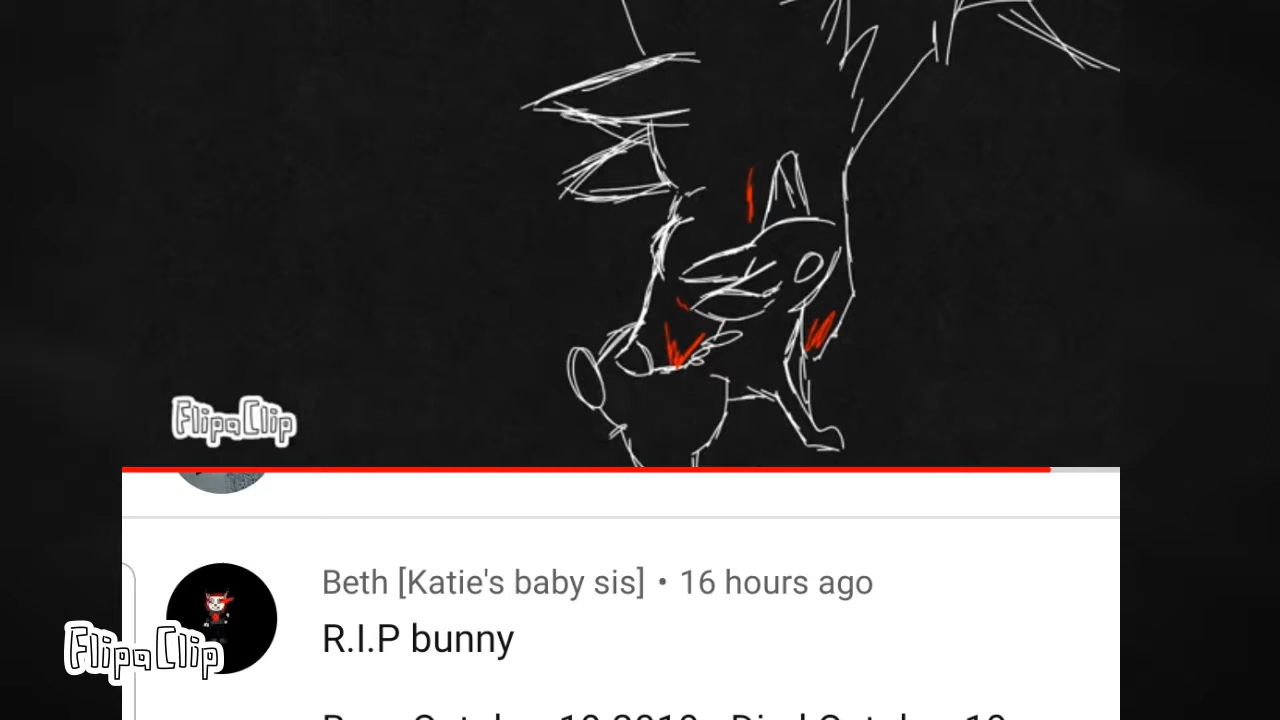 FlipaClip
Beth [Katie's baby sis] • 16 hours ago
FlipaClip
R.I.P bunny